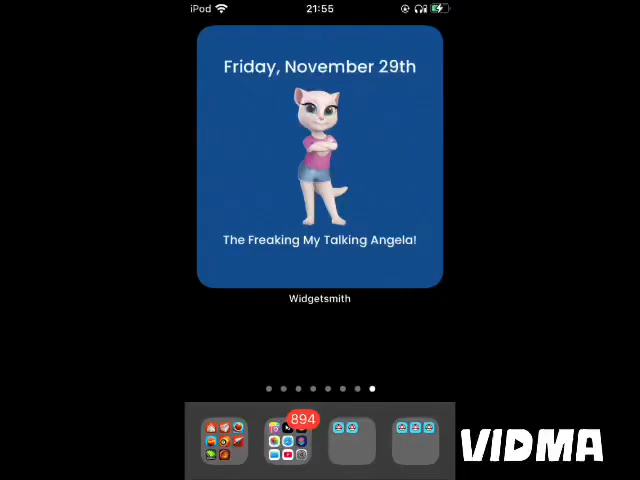 iPod 21:55
Friday, November 29th
The Freaking My Talking Angela!
Widgetsmith
894
VIDMA